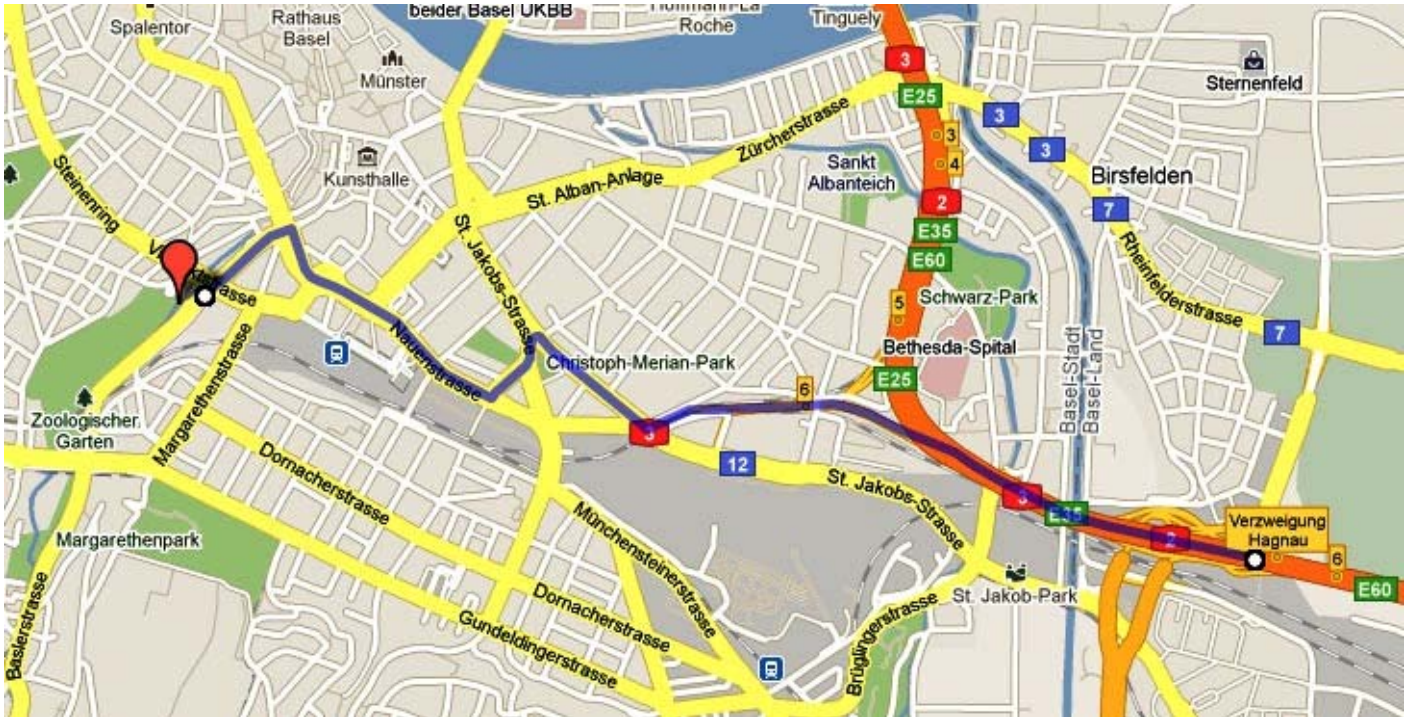 beider Basel UKBB
Hoffmann-La
Roche
Tinguely
Rathaus
Basel
Spalentor
Münster
3
E25
Sternenfeld
3
3
3
4
Zürcherstrasse
Kunsthalle
Sankt
Albanteich
Birsfelden
St. Alban-Anlage
Steinenring
2
7
E35
E60
St. Jakobs-Strasse
Rheinfelderstrasse
Schwarz-Park
5
7
Bethesda-Spital
Nauenstrasse
Christoph-Merian-Park
E25
Basel-Stadt
Basel-Land
6
Margarethenstrasse
Zoologischer.
Garten
3
12
St. Jakobs-Strasse
Dornacherstrasse
3
E35
2
Verzweigung
Hagnau
6
E60
Margarethenpark
Münchensteinerstrasse
St. Jakob-Park
Dornacherstrasse
Gundeldingerstrasse
Brüglingerstrasse
Baslerstrasse